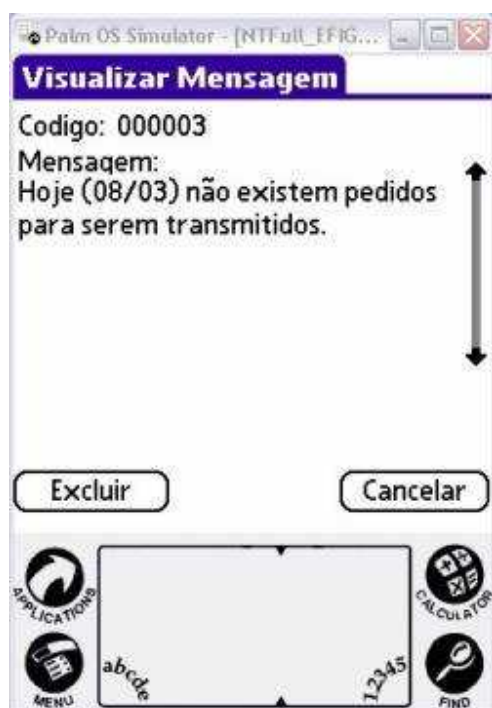 Palm OS Simulator - [NTFull_EFIG...
Visualizar Mensagem
Codigo: 000003
Mensagem:
Hoje (08/03) não existem pedidos
para serem transmitidos.
Excluir
Cancelar
APPLICATIONS
CALCULATOR
abcde
12345
MENU
FIND